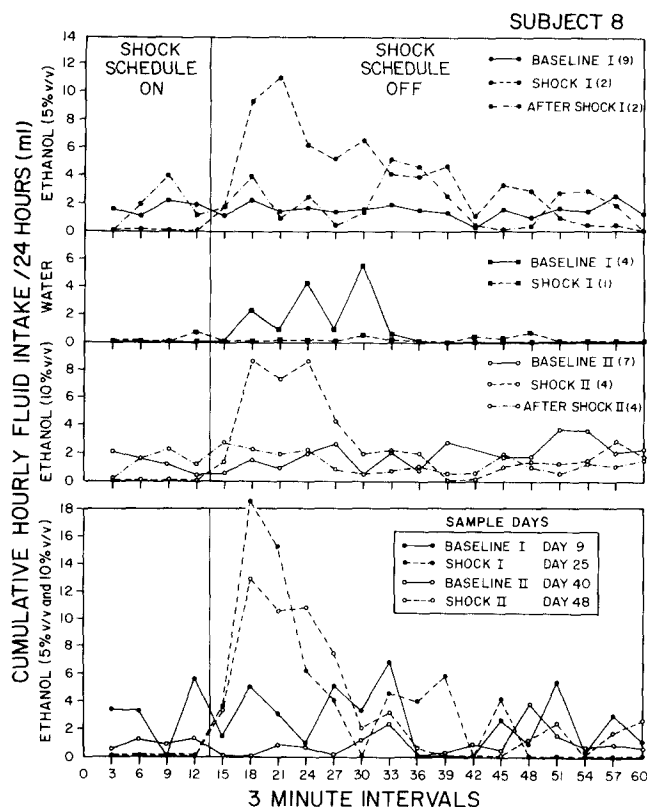 SUBJECT 8
SHOCK SCHEDULE ON
SHOCK SCHEDULE OFF
BASELINE I (9)
SHOCK I (2)
AFTER SHOCK I (2)
14
12
10
8
6
4
2
0
ETHANOL (5% v/v)
BASELINE I (4)
SHOCK I (1)
6
4
2
0
WATER
BASELINE II (7)
SHOCK II (4)
AFTER SHOCK II (4)
8
6
4
2
0
ETHANOL (10% v/v)
CUMULATIVE HOURLY FLUID INTAKE / 24 HOURS (ml)
SAMPLE DAYS
BASELINE I DAY 9
SHOCK I DAY 25
BASELINE II DAY 40
SHOCK II DAY 48
18
16
14
12
10
8
6
4
2
0
ETHANOL (5% v/v and 10% v/v)
0 3 6 9 12 15 18 21 24 27 30 33 36 39 42 45 48 51 54 57 60
3 MINUTE INTERVALS